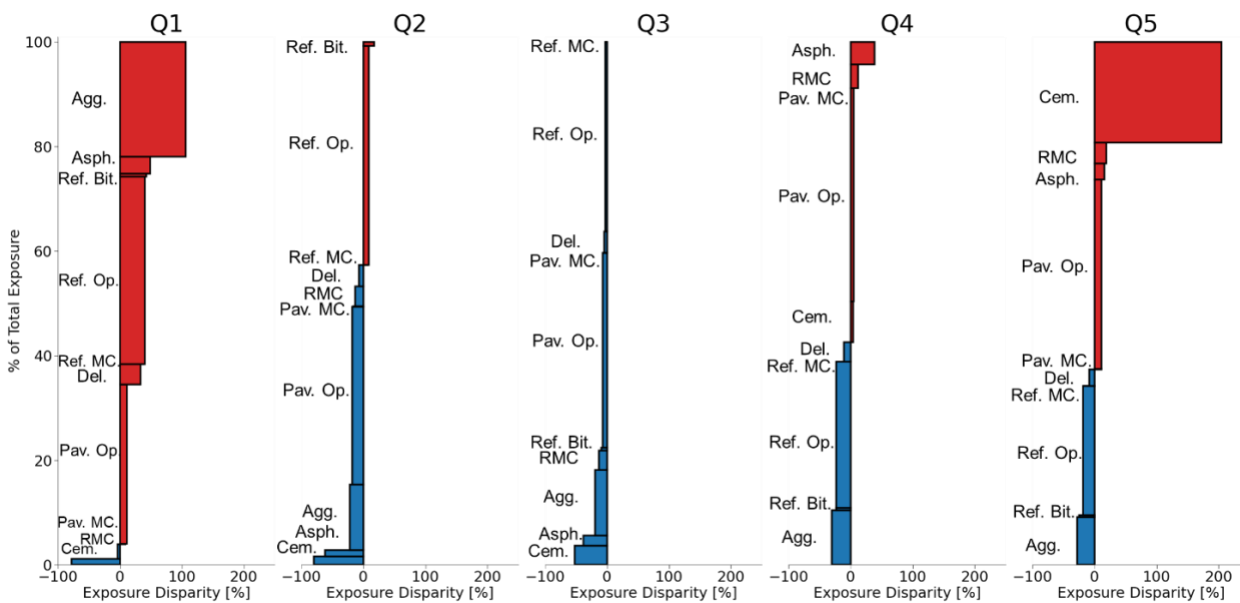 Q1
Q2
Q3
Q4
Q5
% of Total Exposure
100
80
60
40
20
0
Agg.
Asph.
Ref. Bit.
Ref. Op.
Ref. MC.
Del.
Pav. Op.
Pav. MC.
RMC
Cem.
−100
0
100
200
Exposure Disparity [%]
Ref. Bit.
Ref. Op.
Ref. MC.
Del.
RMC
Pav. MC.
Pav. Op.
Agg.
Asph.
Cem.
−100
0
100
200
Exposure Disparity [%]
Ref. MC.
Ref. Op.
Del.
Pav. MC.
Pav. Op.
Ref. Bit.
RMC
Agg.
Asph.
Cem.
−100
0
100
200
Exposure Disparity [%]
Asph.
RMC
Pav. MC.
Pav. Op.
Cem.
Del.
Ref. MC.
Ref. Op.
Ref. Bit.
Agg.
−100
0
100
200
Exposure Disparity [%]
Cem.
RMC
Asph.
Pav. Op.
Pav. MC.
Del.
Ref. MC.
Ref. Op.
Ref. Bit.
Agg.
−100
0
100
200
Exposure Disparity [%]